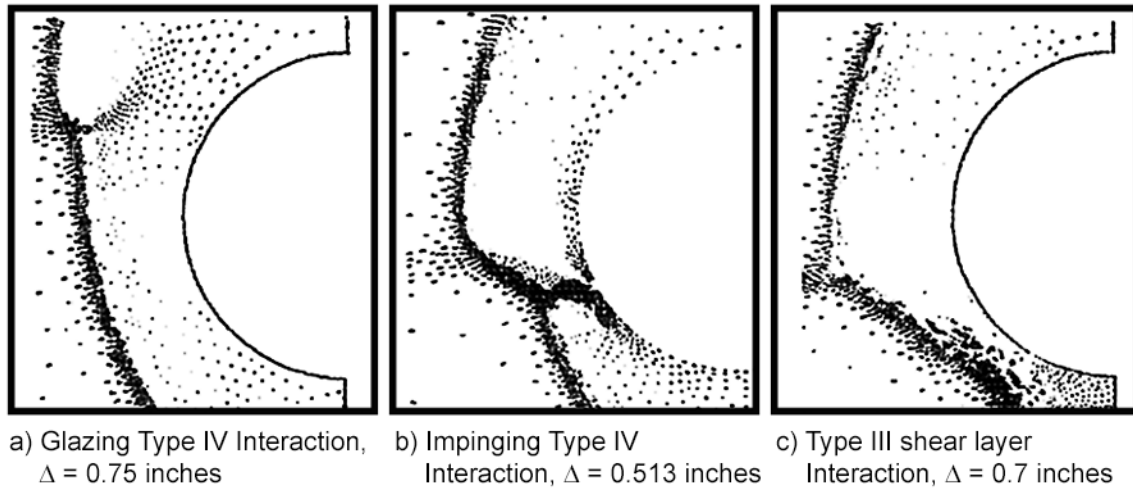 a) Glazing Type IV Interaction,
Δ = 0.75 inches
b) Impinging Type IV
Interaction, Δ = 0.513 inches
c) Type III shear layer
Interaction, Δ = 0.7 inches